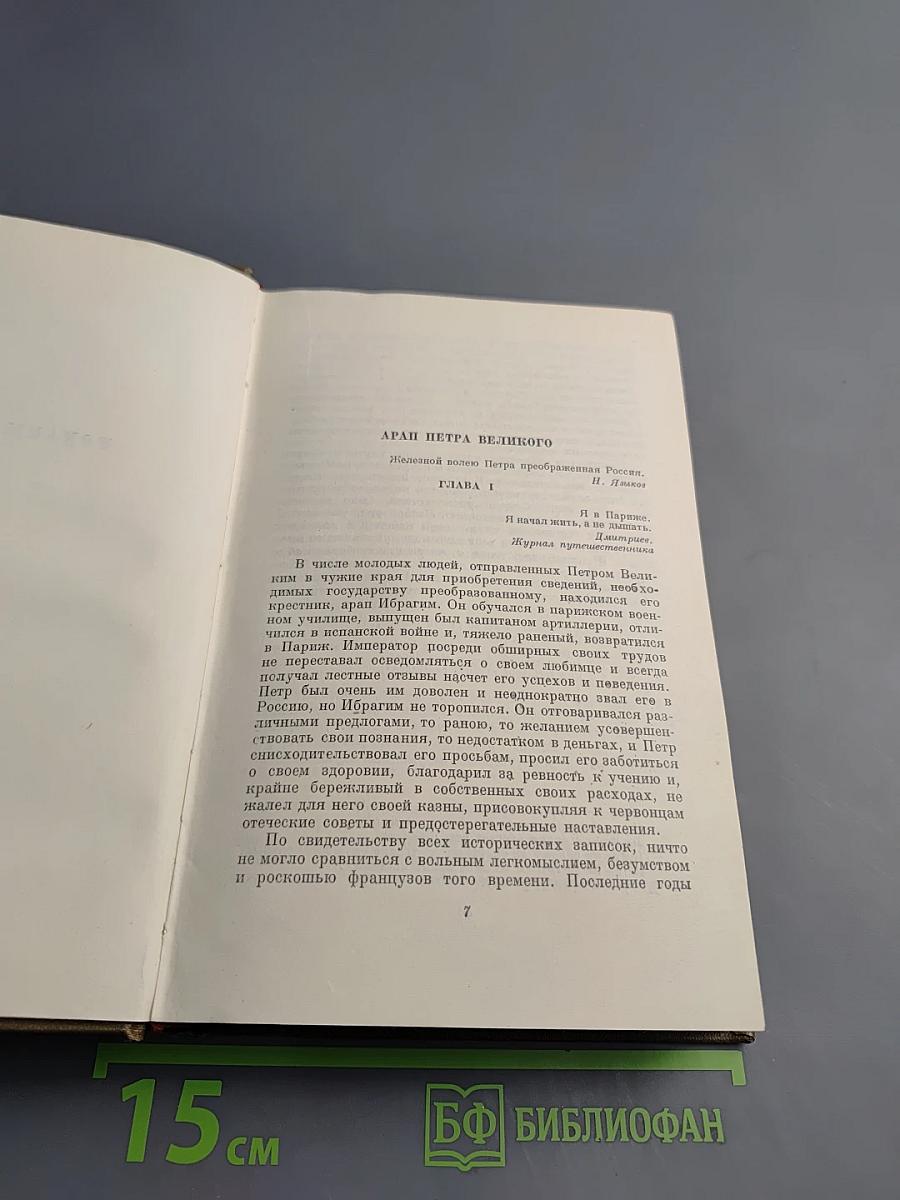 АРАП ПЕТРА ВЕЛИКОГО
Железной волею Петра преображенная Россия.
Н. Языков
ГЛАВА I
Я в Париже.
Я начал жить, а не дышать.
Дмитриев.
Журнал путешественника
В числе молодых людей, отправленных Петром Вели-
ким в чужие края для приобретения сведений, необхо-
димых государству преобразованному, находился его
крестник, арап Ибрагим. Он обучался в парижском воен-
ном училище, выпущен был капитаном артиллерии, отли-
чился в испанской войне и, тяжело раненый, возвратился
в Париж. Император посреди обширных своих трудов
не переставал осведомляться о своем любимце и всегда
получал лестные отзывы насчет его успехов и поведения.
Петр был очень им доволен и неоднократно звал его в
Россию, но Ибрагим не торопился. Он отговаривался раз-
личными предлогами, то раною, то желанием усовершен-
ствовать свои познания, то недостатком в деньгах, и Петр
снисходительствовал его просьбам, просил его заботиться
о своем здоровии, благодарил за ревность к учению и,
крайне бережливый в собственных своих расходах, не
жалел для него своей казны, присовокупляя к червонцам
отеческие советы и предостерегательные наставления.
По свидетельству всех исторических записок, ничто
не могло сравниться с вольным легкомыслием, безумством
и роскошью французов того времени. Последние годы
7
15 см
БФ БИБЛИОФАН